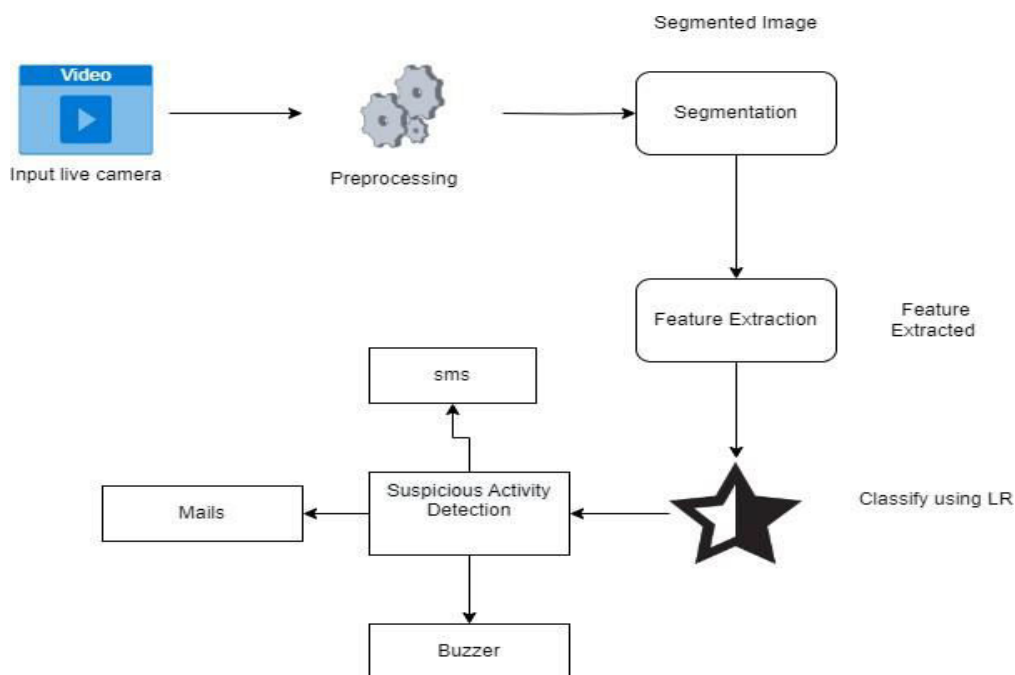 Segmented Image
Video
Segmentation
Input live camera
Preprocessing
Feature Extraction
Feature
Extracted
sms
Suspicious Activity
Detection
Mails
Classify using LR
Buzzer